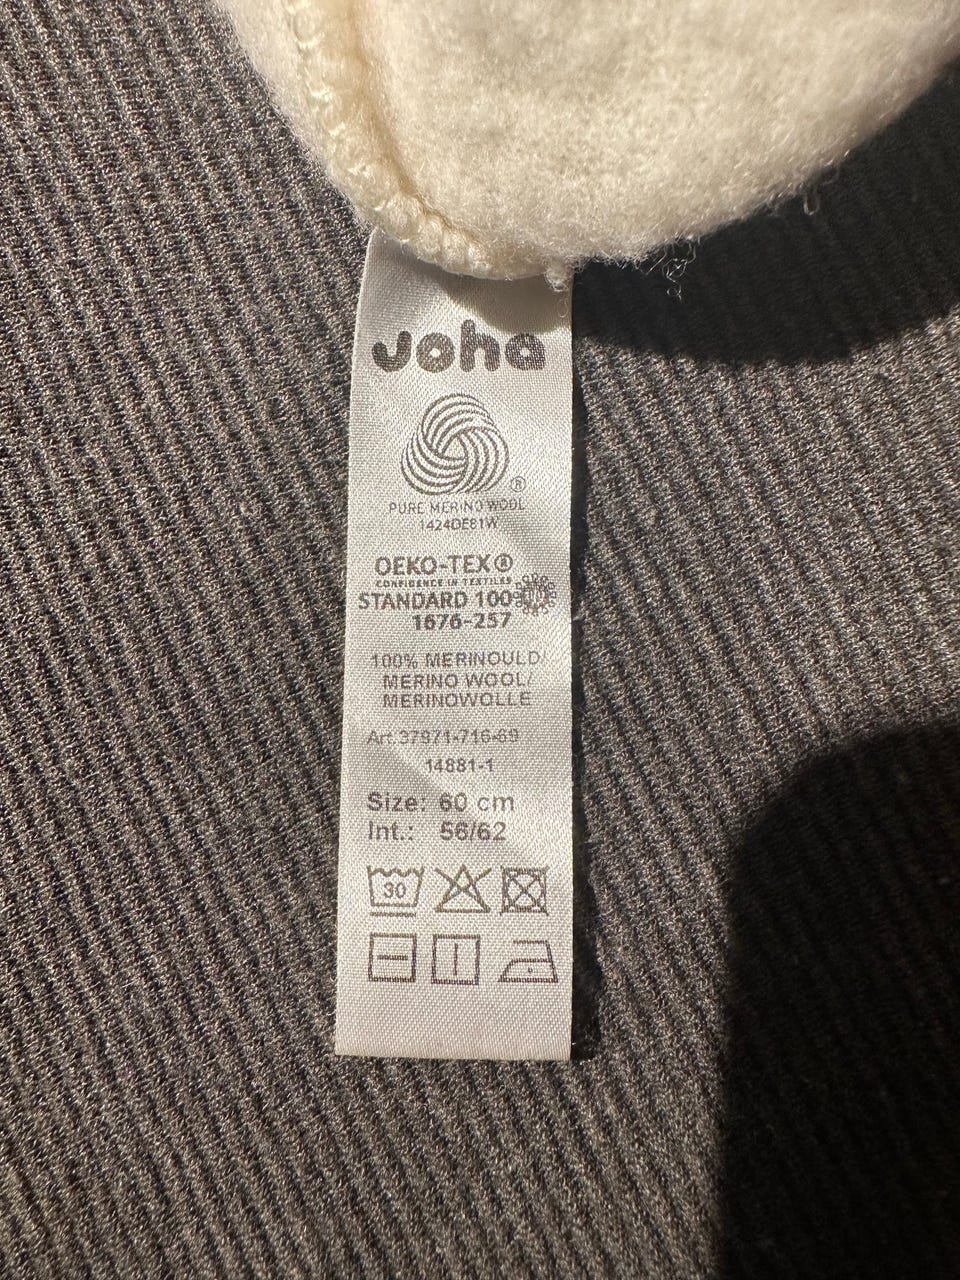 Joha
®
PURE MERINO WOOL
1424DE81W
OEKO-TEX®
CONFIDENCE IN TEXTILES
STANDARD 100
1676-257
100% MERINOULD/
MERINO WOOL/
MERINOWOLLE
Art.37971-716-69
14881-1
Size: 60 cm
Int.: 56/62
30